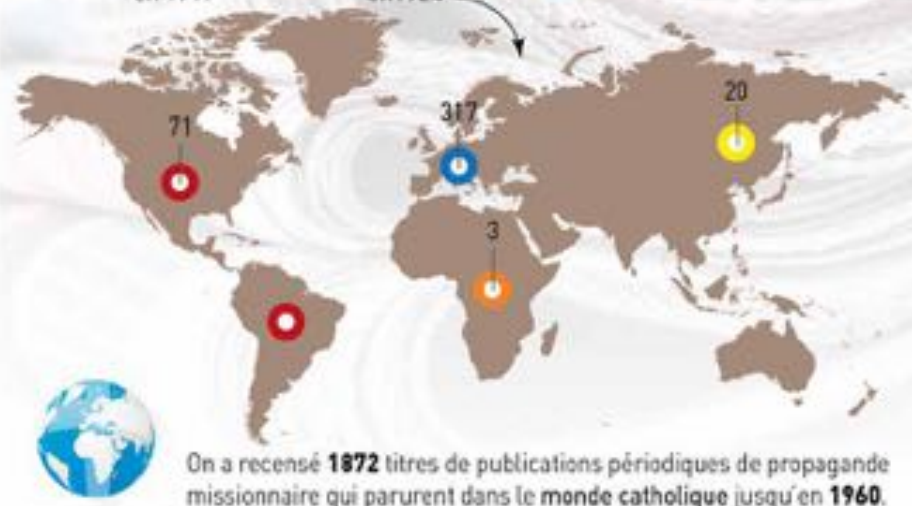 317
20
71
3
On a recensé 1872 titres de publications périodiques de propagande
missionnaire qui parurent dans le monde catholique jusqu'en 1960.